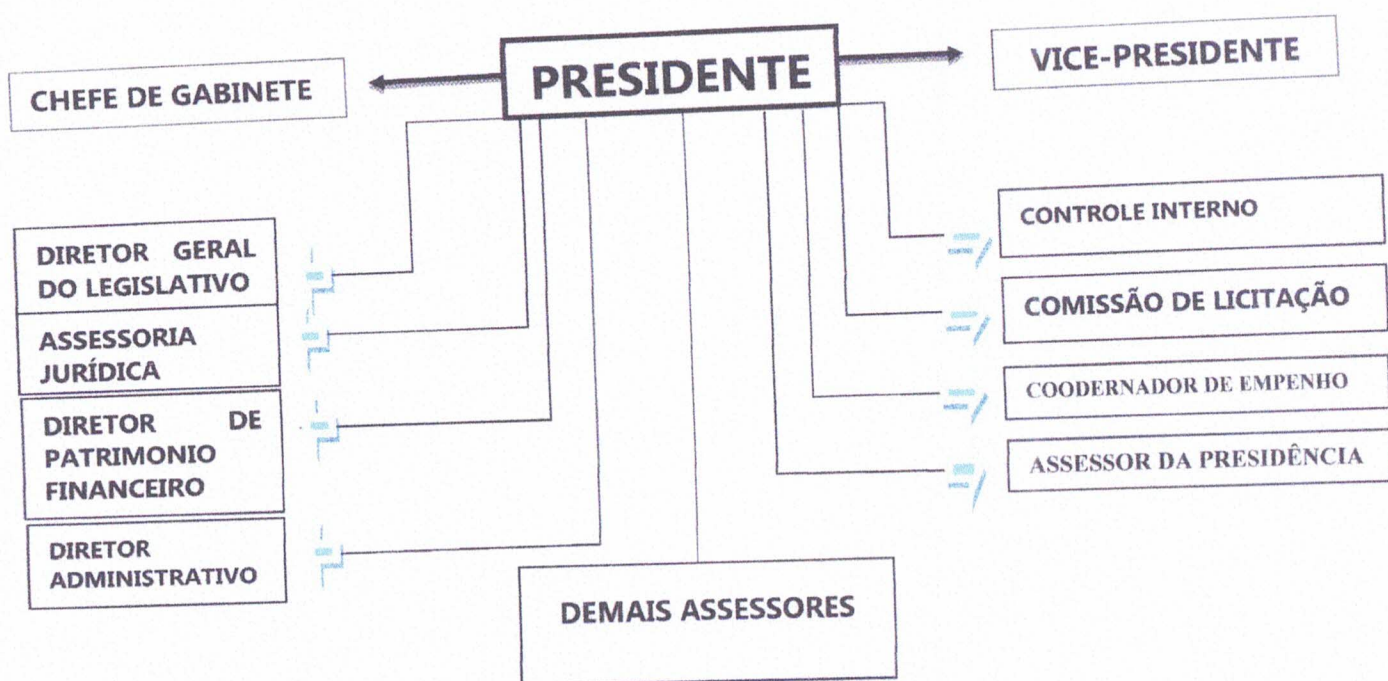 CHEFE DE GABINETE
PRESIDENTE
VICE-PRESIDENTE
DIRETOR GERAL
DO LEGISLATIVO
ASSESSORIA
JURÍDICA
DIRETOR DE
PATRIMONIO
FINANCEIRO
DIRETOR
ADMINISTRATIVO
CONTROLE INTERNO
COMISSÃO DE LICITAÇÃO
COODERNADOR DE EMPENHO
ASSESSOR DA PRESIDÊNCIA
DEMAIS ASSESSORES